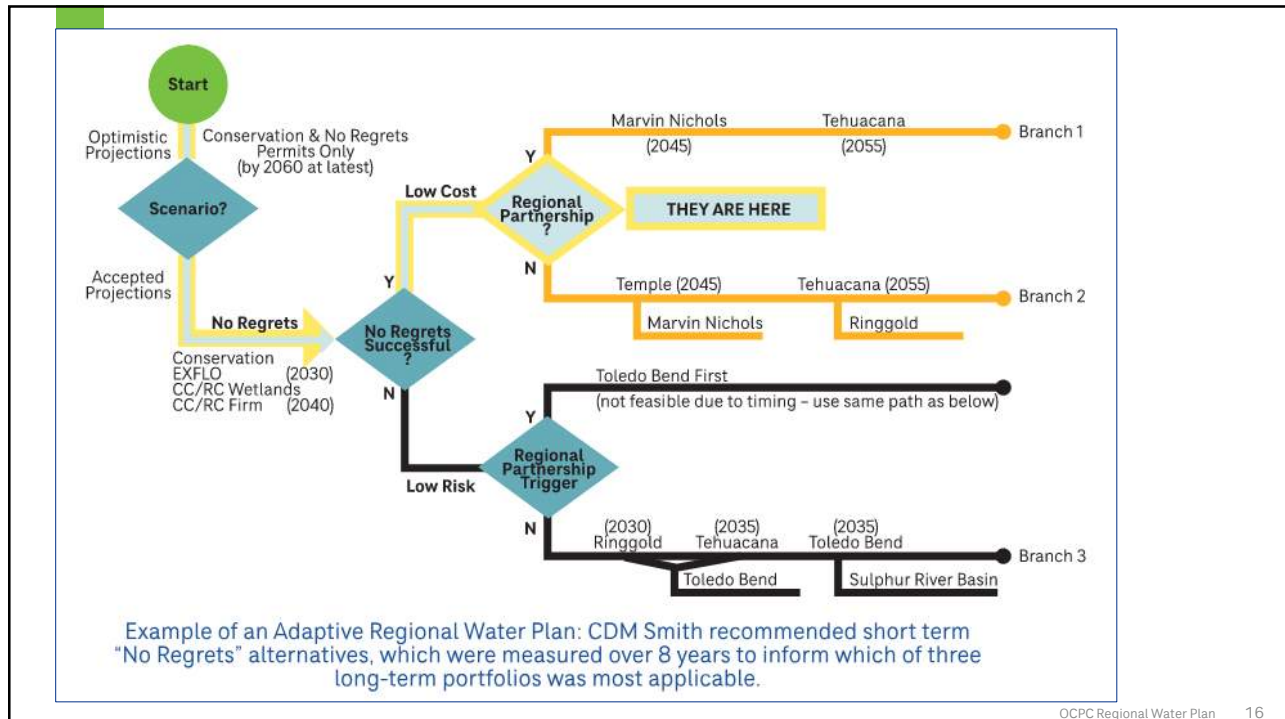 Start
Optimistic
Projections
Conservation & No Regrets
Permits Only
(by 2060 at latest)
Scenario?
Accepted
Projections
No Regrets
Conservation
EXFLO (2030)
CC/RC Wetlands
CC/RC Firm (2040)
Y
No Regrets
Successful
?
N
Low Cost
Low Risk
Y
Regional
Partnership
?
N
THEY ARE HERE
Marvin Nichols
(2045)
Tehuacana
(2055)
Branch 1
Temple (2045)
Marvin Nichols
Tehuacana (2055)
Ringgold
Branch 2
Toledo Bend First
(not feasible due to timing – use same path as below)
Y
Regional
Partnership
Trigger
N
(2030)
Ringgold
(2035)
Tehuacana
(2035)
Toledo Bend
Branch 3
Toledo Bend
Sulphur River Basin
Example of an Adaptive Regional Water Plan: CDM Smith recommended short term
“No Regrets” alternatives, which were measured over 8 years to inform which of three
long-term portfolios was most applicable.
OCPC Regional Water Plan 16